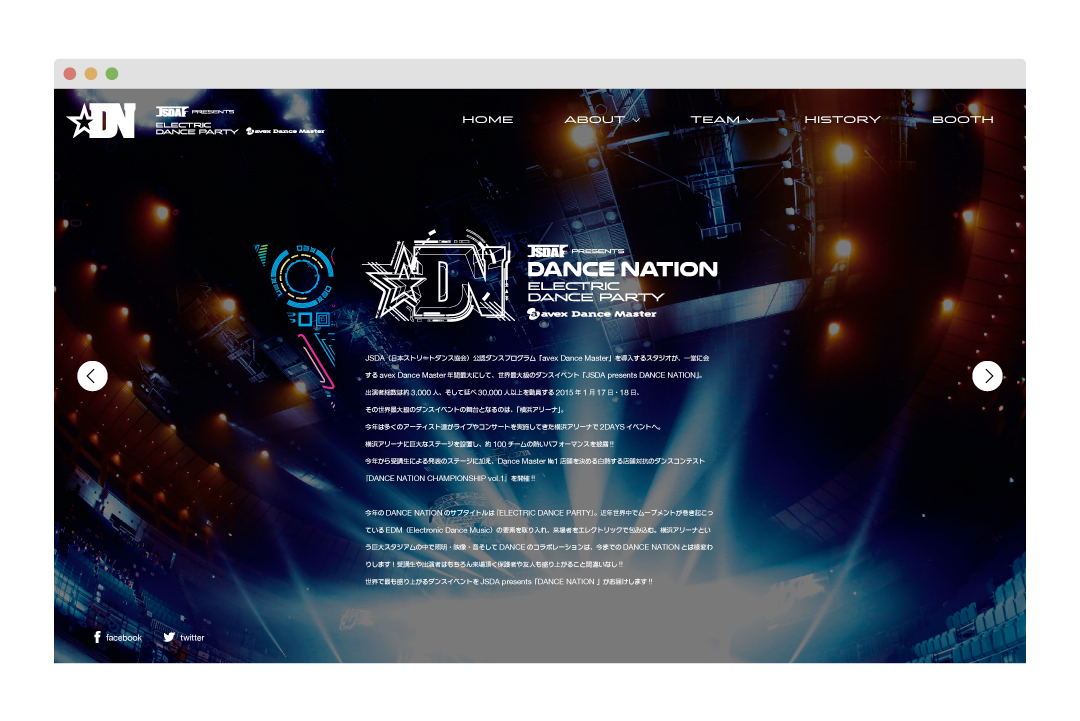 DN
JSDA PRESENTS
ELECTRIC
DANCE PARTY avex Dance Master
HOME ABOUT TEAM HISTORY BOOTH
DN
JSDA PRESENTS
DANCE NATION
ELECTRIC
DANCE PARTY
avex Dance Master
JSDA（日本ストリートダンス協会）公認ダンスプログラム「avex Dance Master」を導入するスタジオが、一堂に会
する avex Dance Master 年間最大にして、世界最大級のダンスイベント『JSDA presents DANCE NATION』。
出演者総数は約 3,000 人、そして延べ 30,000 人以上を動員する 2015 年 1 月 17 日・18 日、
その世界最大級のダンスイベントの舞台となるのは、「横浜アリーナ」。
今年は多くのアーティスト達がライブやコンサートを実施してきた横浜アリーナで 2DAYS イベントへ。
横浜アリーナに巨大なステージを設置し、約 100 チームの熱いパフォーマンスを披露!!
今年から受講生による発表のステージに加え、Dance Master №1 店舗を決める白熱する店舗対抗のダンスコンテスト
『DANCE NATION CHAMPIONSHIP vol.1』を開催!!
今年の DANCE NATION のサブタイトルは『ELECTRIC DANCE PARTY』。近年世界中でムーブメントが巻き起こっ
ている EDM（Electronic Dance Music）の要素を取り入れ、来場者をエレクトリックで包み込む。横浜アリーナとい
う巨大スタジアムの中で照明・映像・音そして DANCE のコラボレーションは、今までの DANCE NATION とは様変わ
りします！受講生や出演者はもちろん来場頂く保護者や友人も盛り上がること間違いなし!!
世界で最も盛り上がるダンスイベントを JSDA presents『DANCE NATION 』がお届けします!!
facebook twitter